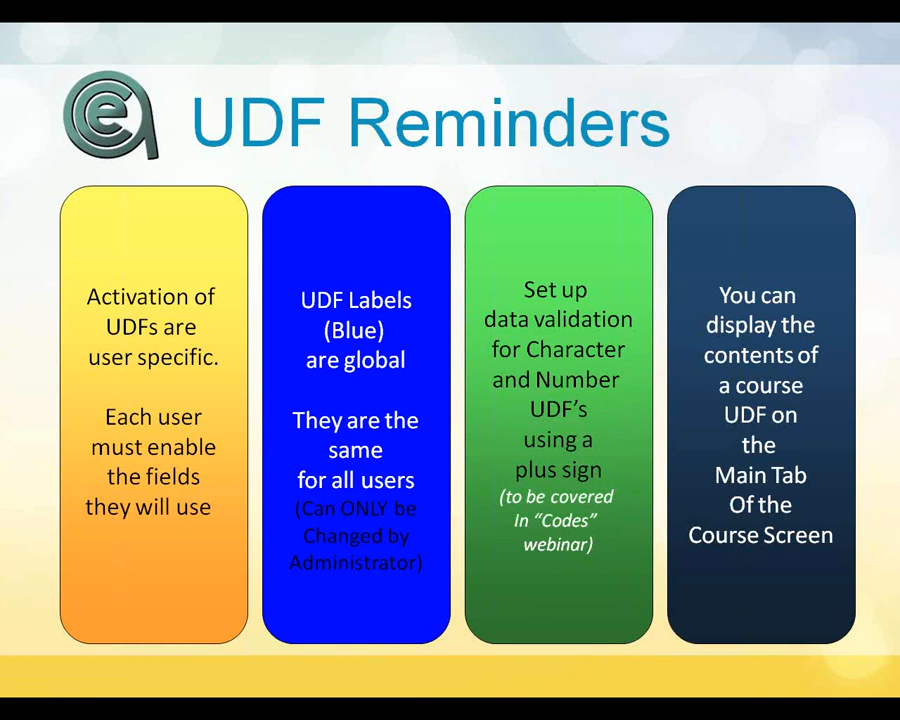 UDF Reminders
Activation of
UDFs are
user specific.
Each user
must enable
the fields
they will use
UDF Labels
(Blue)
are global
They are the
same
for all users
(Can ONLY be
Changed by
Administrator)
Set up
data validation
for Character
and Number
UDF’s
using a
plus sign
(to be covered
In “Codes”
webinar)
You can
display the
contents of
a course
UDF on
the
Main Tab
Of the
Course Screen